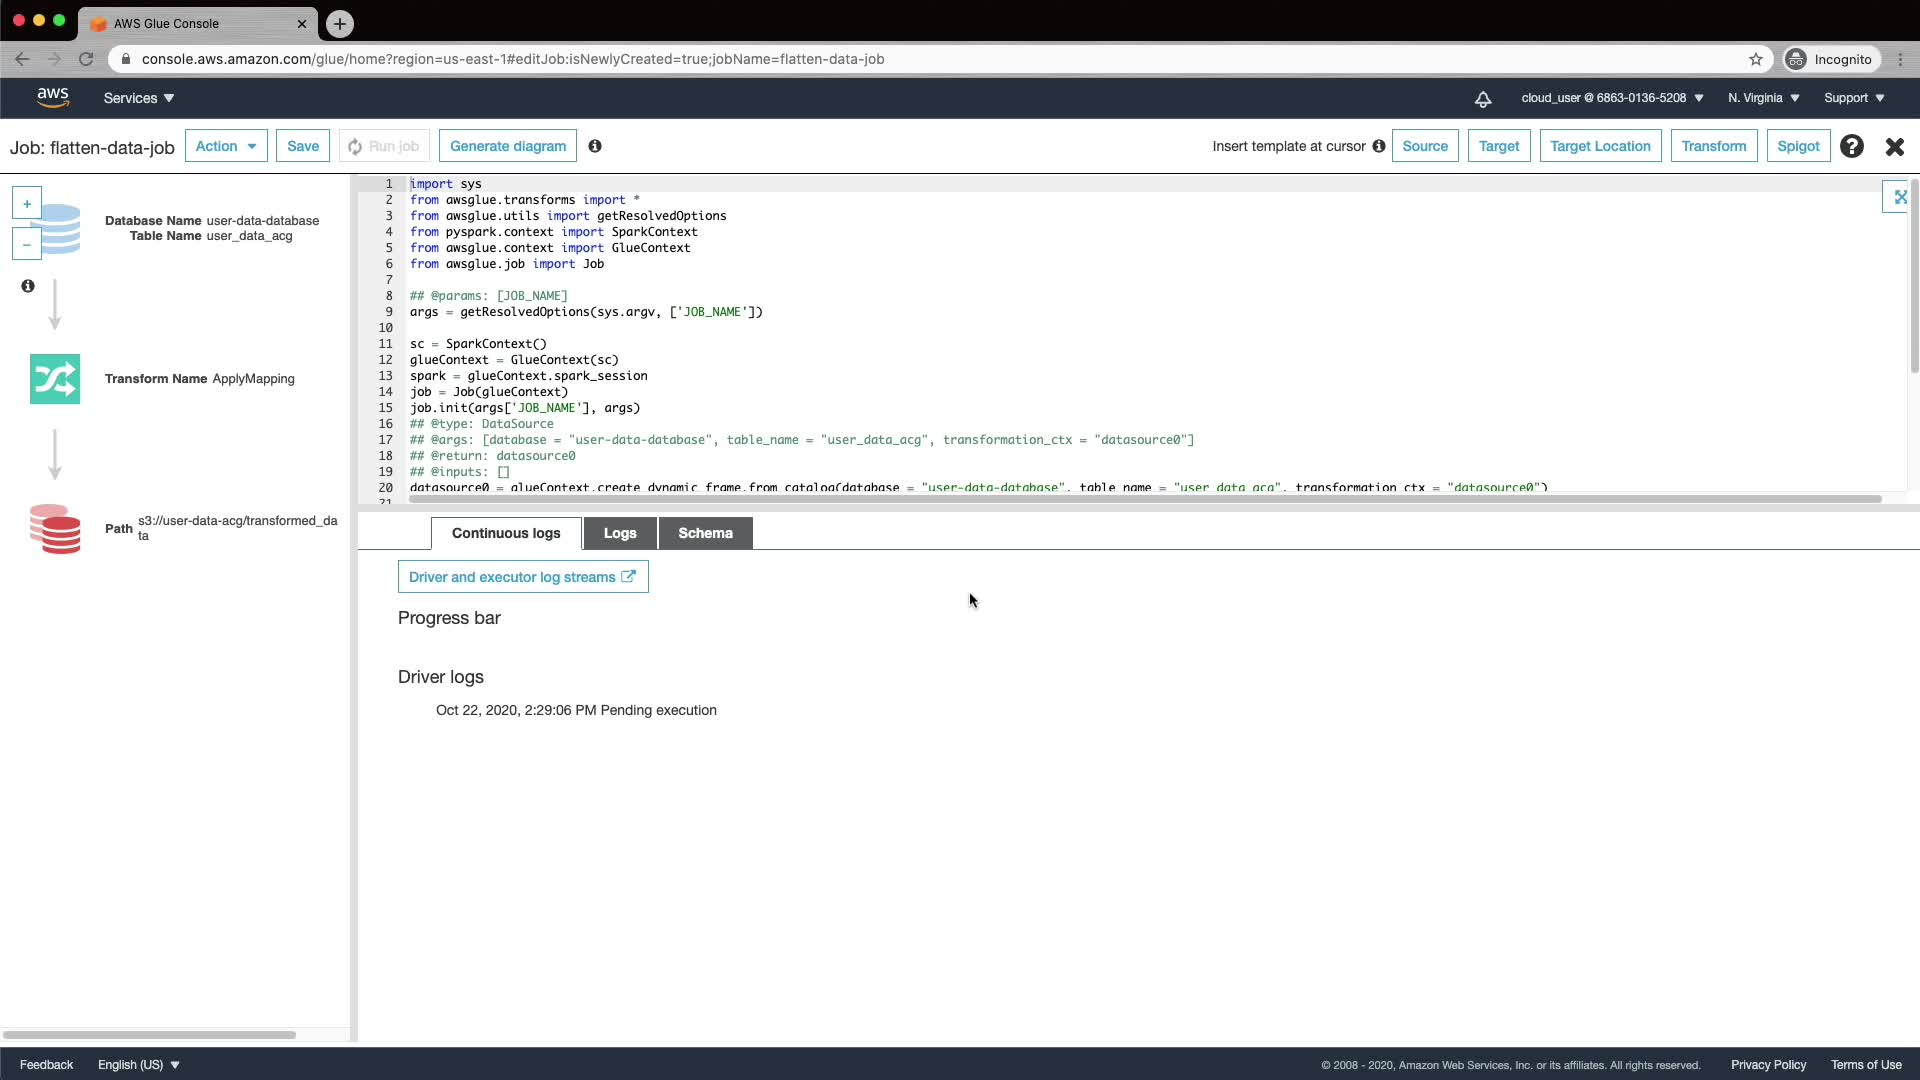 AWS Glue Console
console.aws.amazon.com/glue/home?region=us-east-1#editJob:isNewlyCreated=true;jobName=flatten-data-job
Incognito
aws
Services
cloud_user @ 6863-0136-5208
N. Virginia
Support
Job: flatten-data-job
Action
Save
Run job
Generate diagram
Insert template at cursor
Source
Target
Target Location
Transform
Spigot
Database Name user-data-database
Table Name user_data_acg
Transform Name ApplyMapping
Path s3://user-data-acg/transformed_da
ta
1 import sys
2 from awsglue.transforms import *
3 from awsglue.utils import getResolvedOptions
4 from pyspark.context import SparkContext
5 from awsglue.context import GlueContext
6 from awsglue.job import Job
7
8 ## @params: [JOB_NAME]
9 args = getResolvedOptions(sys.argv, ['JOB_NAME'])
10
11 sc = SparkContext()
12 glueContext = GlueContext(sc)
13 spark = glueContext.spark_session
14 job = Job(glueContext)
15 job.init(args['JOB_NAME'], args)
16 ## @type: DataSource
17 ## @args: [database = "user-data-database", table_name = "user_data_acg", transformation_ctx = "datasource0"]
18 ## @return: datasource0
19 ## @inputs: []
20 datasource0 = glueContext.create_dynamic_frame.from_catalog(database = "user-data-database", table_name = "user_data_acg", transformation_ctx = "datasource0")
21
Continuous logs
Logs
Schema
Driver and executor log streams
Progress bar
Driver logs
Oct 22, 2020, 2:29:06 PM Pending execution
Feedback
English (US)
© 2008 - 2020, Amazon Web Services, Inc. or its affiliates. All rights reserved.
Privacy Policy
Terms of Use